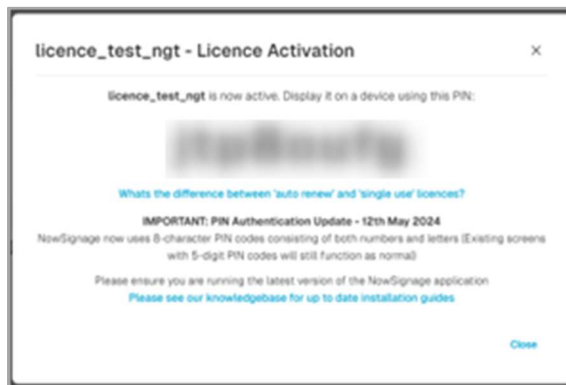 licence_test_ngt - Licence Activation ×
licence_test_ngt is now active. Display it on a device using this PIN:
Whats the difference between 'auto renew' and 'single use' licences?
IMPORTANT: PIN Authentication Update - 12th May 2024
NowSignage now uses 8-character PIN codes consisting of both numbers and letters (Existing screens
with 5-digit PIN codes will still function as normal)
Please ensure you are running the latest version of the NowSignage application
Please see our knowledgebase for up to date installation guides
Close